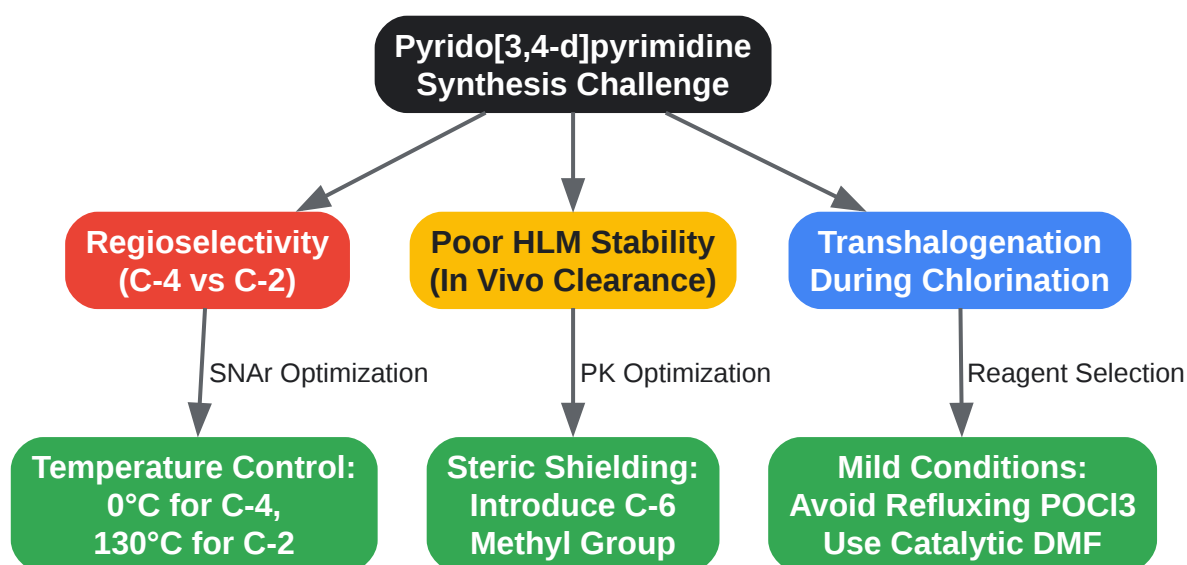 Pyrido[3,4-d]pyrimidine
Synthesis Challenge
Regioselectivity
(C-4 vs C-2)
Poor HLM Stability
(In Vivo Clearance)
Transhalogenation
During Chlorination
SNAr Optimization
PK Optimization
Reagent Selection
Temperature Control:
0°C for C-4,
130°C for C-2
Steric Shielding:
Introduce C-6
Methyl Group
Mild Conditions:
Avoid Refluxing POCl3
Use Catalytic DMF